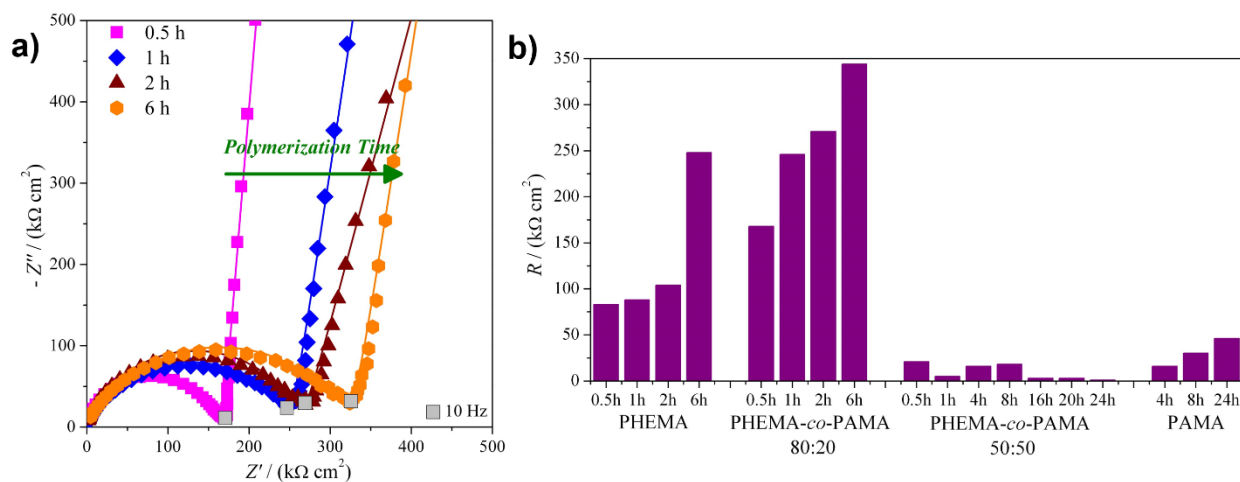 a)
0.5 h
1 h
2 h
6 h
Polymerization Time
10 Hz
500
400
300
200
100
0
- Z'' / (kΩ cm²)
0 100 200 300 400 500
Z' / (kΩ cm²)
b)
350
300
250
200
150
100
50
0
R / (kΩ cm²)
0.5h 1h 2h 6h 0.5h 1h 2h 6h 0.5h 1h 4h 8h 16h 20h 24h 4h 8h 24h
PHEMA PHEMA-co-PAMA PHEMA-co-PAMA PAMA
80:20 50:50